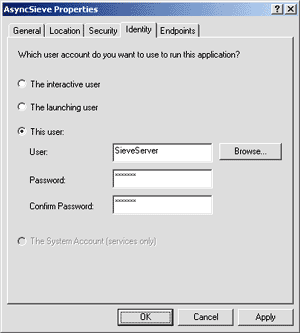 AsyncSieve Properties
General Location Security Identity Endpoints
Which user account do you want to use to run this application?
The interactive user
The launching user
This user:
User: SieveServer Browse...
Password: xxxxxxx
Confirm Password: xxxxxxx
The System Account (services only)
OK Cancel Apply